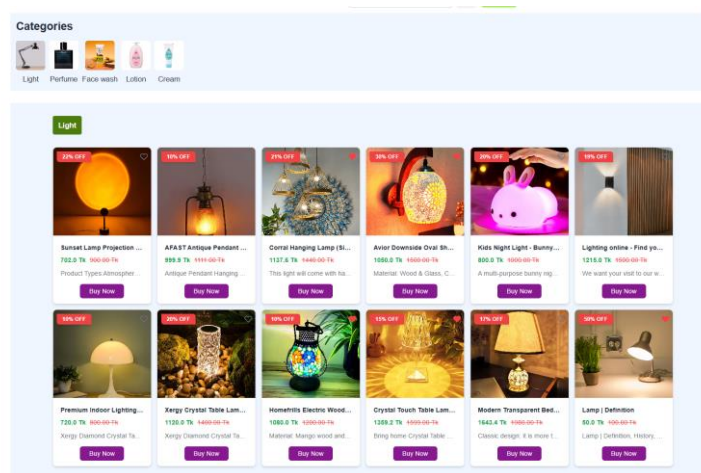 Categories
Light Perfume Face wash Lotion Cream
Light
22% OFF 10% OFF 21% OFF 30% OFF 20% OFF 10% OFF
Sunset Lamp Projection ... AFAST Antique Pendant ... Corral Hanging Lamp (Si... Avior Downside Oval Sh... Kids Night Light - Bunny... Lighting online - Find yo...
702.0 Tk 900.00 Tk 999.9 Tk 1111.00 Tk 1137.6 Tk 1440.00 Tk 1050.0 Tk 1500.00 Tk 800.0 Tk 1000.00 Tk 1215.0 Tk
Product Types Atmospher... Antique Pendant Hanging ... This light will come with ha... Material: Wood & Glass, C... A multi-purpose bunny nig... We want your visit to our w...
Buy Now Buy Now Buy Now Buy Now Buy Now Buy Now
10% OFF 20% OFF 10% OFF 15% OFF 17% OFF 50% OFF
Premium Indoor Lighting... Xergy Crystal Table Lam... Homefrills Electric Wood... Crystal Touch Table Lam... Modern Transparent Bed... Lamp | Definition
720.0 Tk 800.00 Tk 1120.0 Tk 1400.00 Tk 1080.0 Tk 1200.00 Tk 1359.2 Tk 1599.00 Tk 1643.4 Tk 50.0 Tk 100.00 Tk
Xergy Diamond Crystal Ta... Xergy Diamond Crystal Ta... Material: Mango wood and... Bring home Crystal Table ... Classic design: It is more t... Lamp | Definition, History, ...
Buy Now Buy Now Buy Now Buy Now Buy Now Buy Now